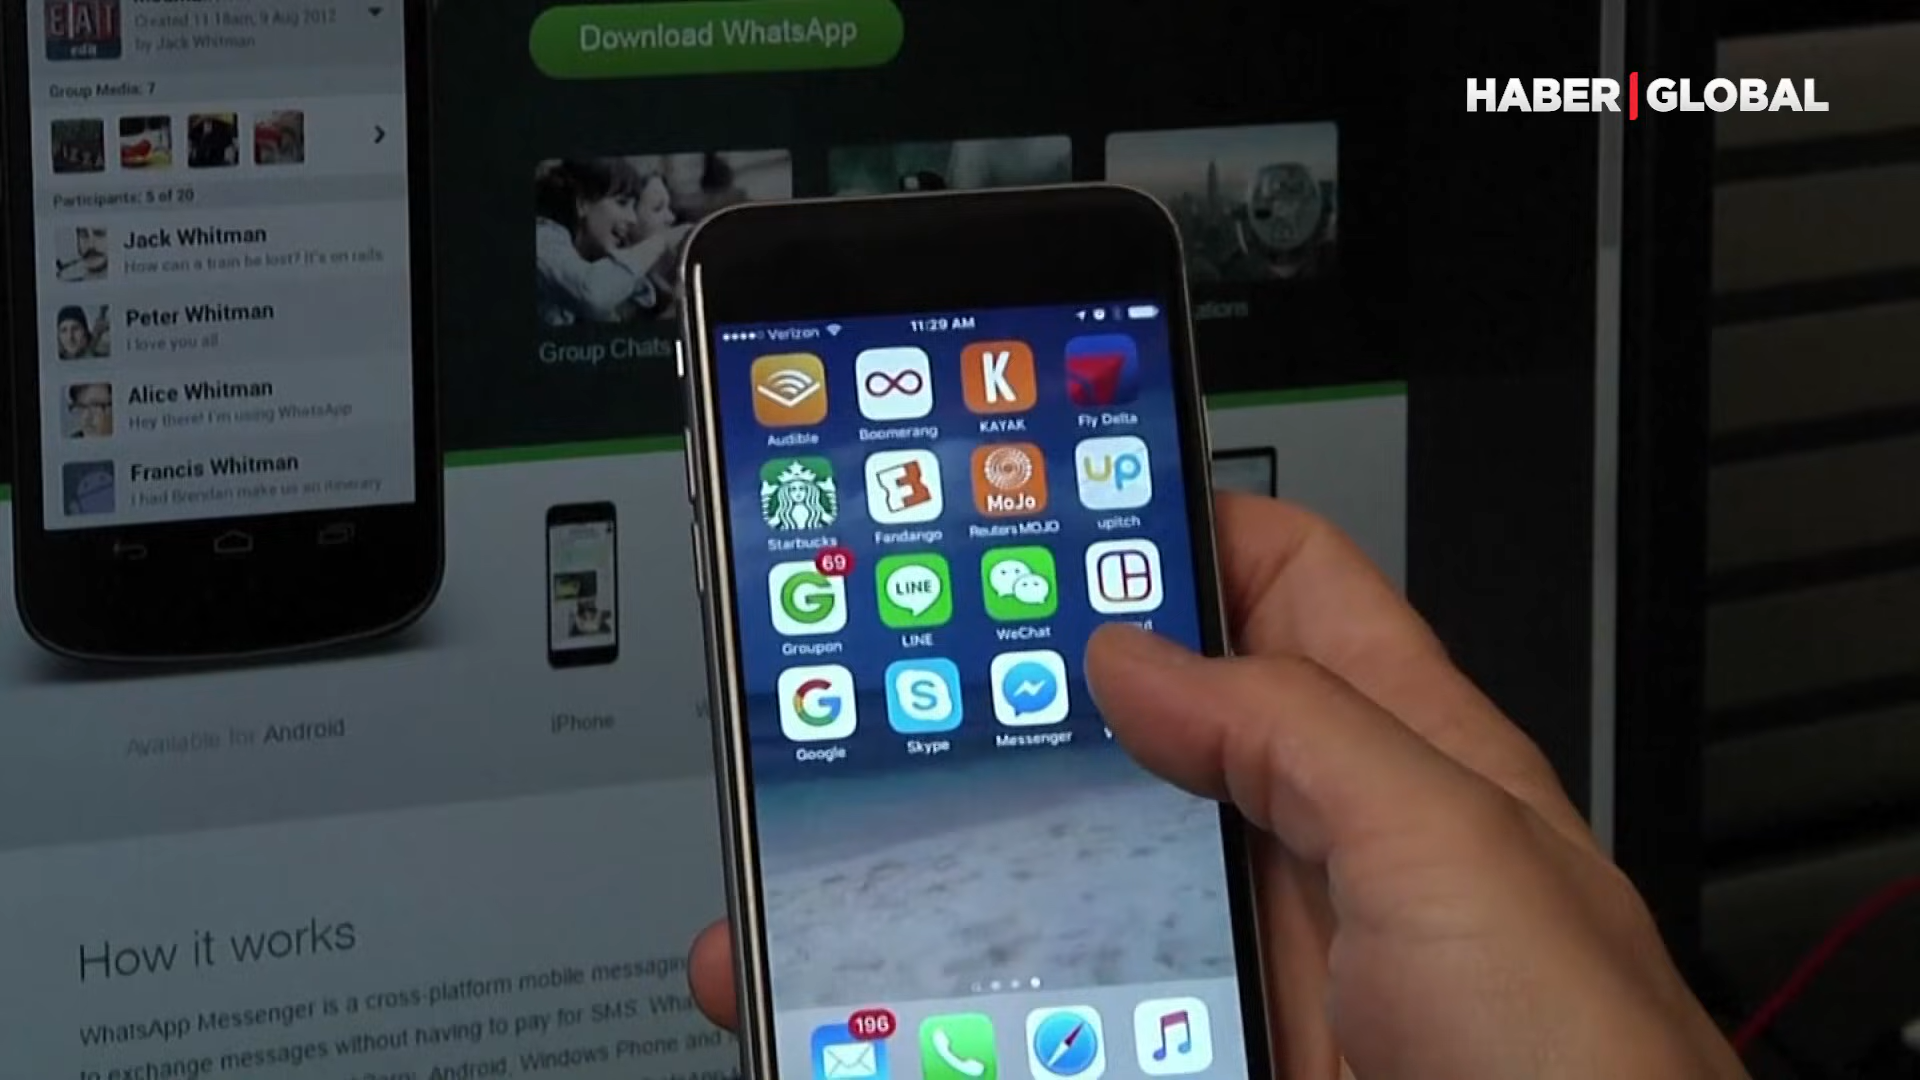 HABER|GLOBAL
Download WhatsApp
EAT
edit
Created 11:18am, 9 Aug 2012
by Jack Whitman
Group Media: 7
PIZZA
Participants: 5 of 20
Jack Whitman
How can a train be lost? It's on rails
Peter Whitman
I love you all
Alice Whitman
Hey there! I'm using WhatsApp
Francis Whitman
I had Brendan make us an itinerary
Group Chats
Available for Android
iPhone
How it works
WhatsApp Messenger is a cross-platform mobile
without having to pay for SMS.
to exchange messages
Android, Windows Phone and
Verizon
11:29 AM
Audible
Boomerang
K
KAYAK
Fly Delta
Starbucks
F
Fandango
MoJo
Reuters MOJO
up
upitch
69
G
Groupon
LINE
LINE
WeChat
G
Google
S
Skype
Messenger
196